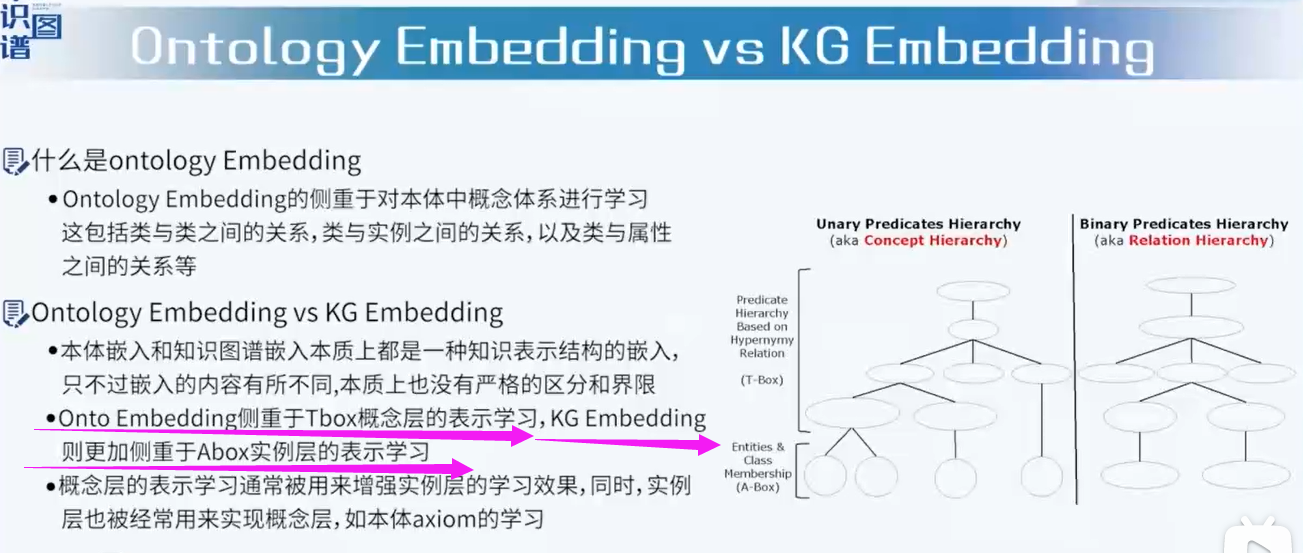 识图
谱
Ontology Embedding vs KG Embedding
什么是ontology Embedding
•Ontology Embedding的侧重于对本体中概念体系进行学习
这包括类与类之间的关系,类与实例之间的关系,以及类与属性
之间的关系等
Ontology Embedding vs KG Embedding
•本体嵌入和知识图谱嵌入本质上都是一种知识表示结构的嵌入,
只不过嵌入的内容有所不同,本质上也没有严格的区分和界限
•Onto Embedding侧重于Tbox概念层的表示学习,KG Embedding
则更加侧重于Abox实例层的表示学习
•概念层的表示学习通常被用来增强实例层的学习效果,同时,实例
层也被经常用来实现概念层,如本体axiom的学习
Unary Predicates Hierarchy
(aka Concept Hierarchy)
Binary Predicates Hierarchy
(aka Relation Hierarchy)
Predicate
Hierarchy
Based on
Hypernymy
Relation
(T-Box)
Entities &
Class
Membership
(A-Box)